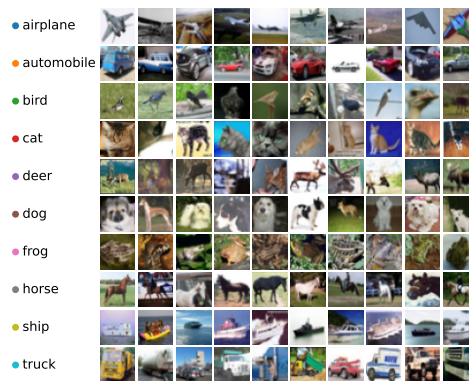 airplane
automobile
bird
cat
deer
dog
frog
horse
ship
truck